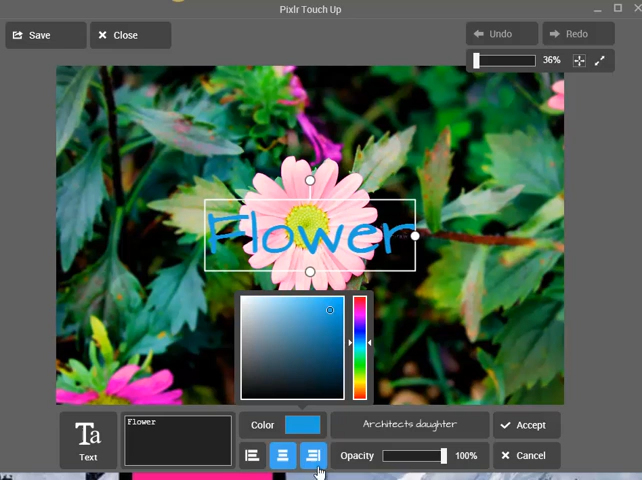 Pixlr Touch Up
Save
Close
Undo
Redo
36%
Flower
Ta
Text
Flower
Color
Architects daughter
Accept
Opacity
100%
Cancel